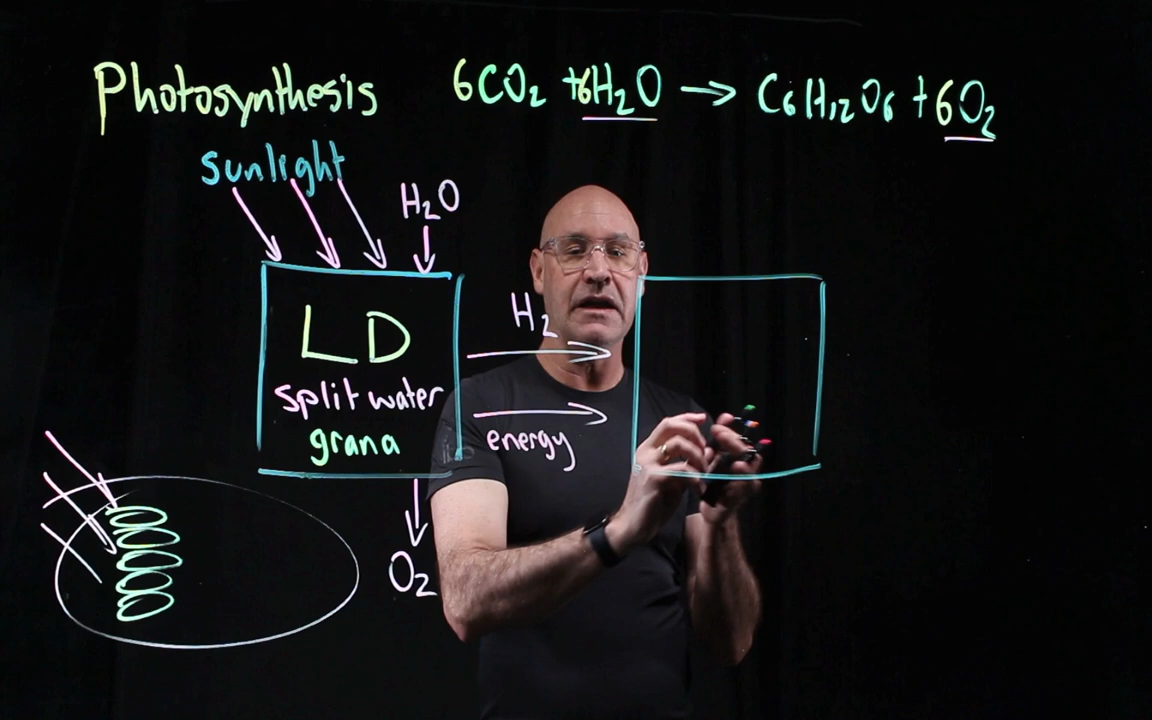 Photosynthesis 6CO₂ + 6H₂O → C₆H₁₂O₆ + 6O₂
sunlight
H₂O
LD
split water
grana
H₂
energy
O₂